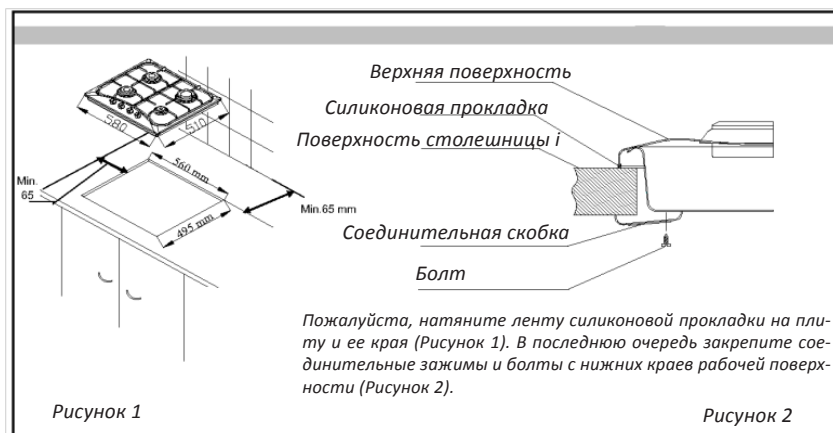 580
510
560 mm
Min.
65
Min.65 mm
495 mm
Верхняя поверхность
Силиконовая прокладка
Поверхность столешницы i
Соединительная скобка
Болт
Пожалуйста, натяните ленту силиконовой прокладки на пли-
ту и ее края (Рисунок 1). В последнюю очередь закрепите сое-
динительные зажимы и болты с нижних краев рабочей поверх-
ности (Рисунок 2).
Рисунок 1
Рисунок 2